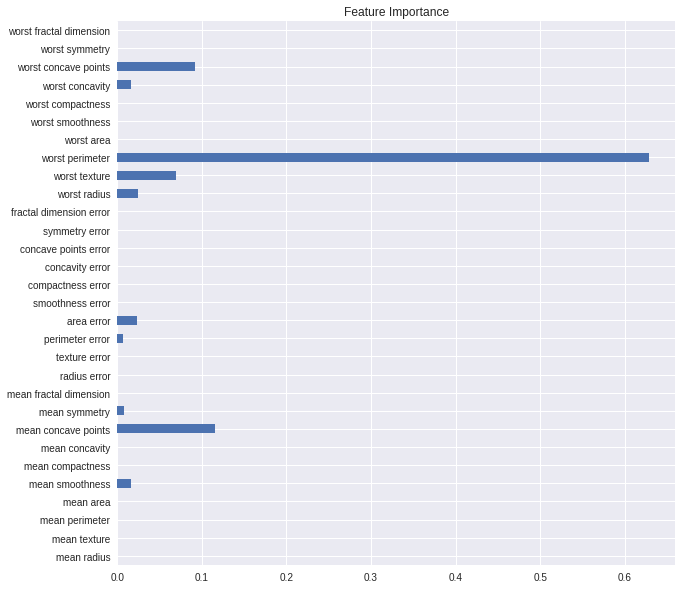 Feature Importance
worst fractal dimension
worst symmetry
worst concave points
worst concavity
worst compactness
worst smoothness
worst area
worst perimeter
worst texture
worst radius
fractal dimension error
symmetry error
concave points error
concavity error
compactness error
smoothness error
area error
perimeter error
texture error
radius error
mean fractal dimension
mean symmetry
mean concave points
mean concavity
mean compactness
mean smoothness
mean area
mean perimeter
mean texture
mean radius
0.0 0.1 0.2 0.3 0.4 0.5 0.6